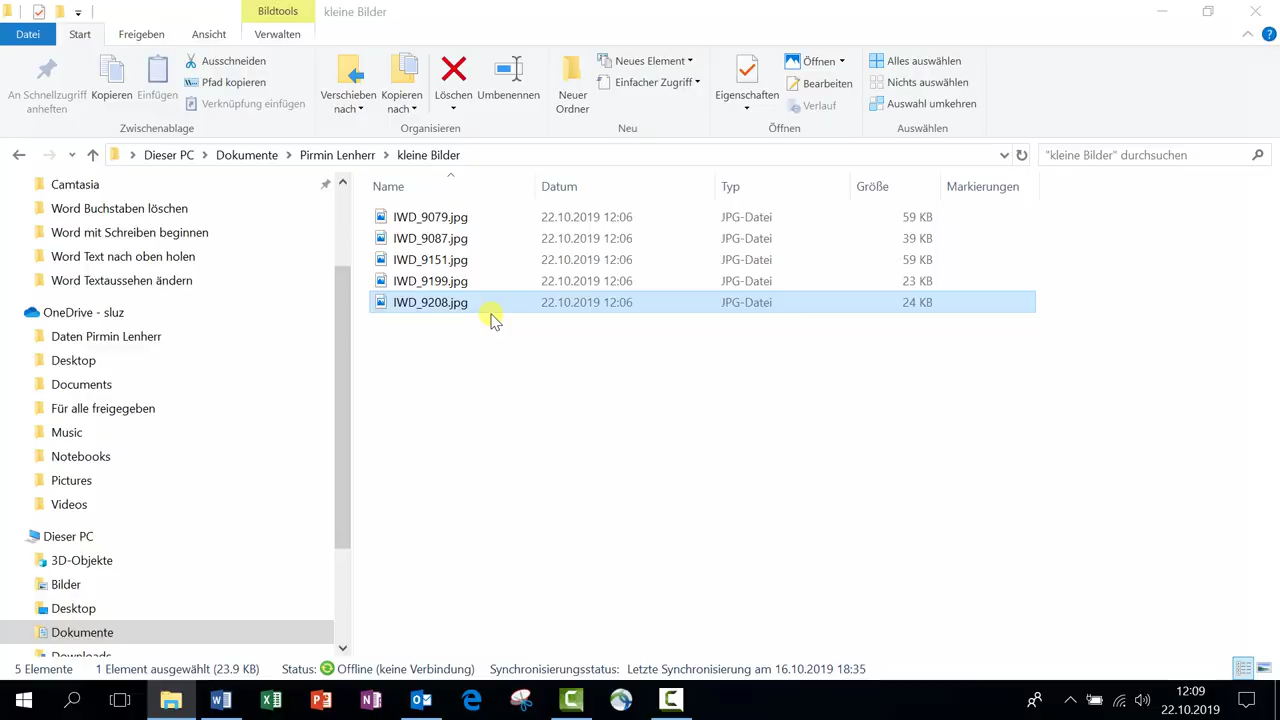 Bildtools
kleine Bilder
Datei
Start
Freigeben
Ansicht
Verwalten
An Schnellzugriff anheften
Kopieren
Einfügen
Ausschneiden
Pfad kopieren
Verknüpfung einfügen
Zwischenablage
Verschieben nach
Kopieren nach
Löschen
Umbenennen
Organisieren
Neuer Ordner
Neues Element
Einfacher Zugriff
Neu
Eigenschaften
Öffnen
Bearbeiten
Verlauf
Öffnen
Alles auswählen
Nichts auswählen
Auswahl umkehren
Auswählen
Dieser PC > Dokumente > Pirmin Lenherr > kleine Bilder
"kleine Bilder" durchsuchen
Camtasia
Word Buchstaben löschen
Word mit Schreiben beginnen
Word Text nach oben holen
Word Textaussehen ändern
OneDrive - sluz
Daten Pirmin Lenherr
Desktop
Documents
Für alle freigegeben
Music
Notebooks
Pictures
Videos
Dieser PC
3D-Objekte
Bilder
Desktop
Dokumente
Downloads
Name Datum Typ Größe Markierungen
IWD_9079.jpg 22.10.2019 12:06 JPG-Datei 59 KB
IWD_9087.jpg 22.10.2019 12:06 JPG-Datei 39 KB
IWD_9151.jpg 22.10.2019 12:06 JPG-Datei 59 KB
IWD_9199.jpg 22.10.2019 12:06 JPG-Datei 23 KB
IWD_9208.jpg 22.10.2019 12:06 JPG-Datei 24 KB
5 Elemente 1 Element ausgewählt (23.9 KB) Status: Offline (keine Verbindung) Synchronisierungsstatus: Letzte Synchronisierung am 16.10.2019 18:35
12:09
22.10.2019